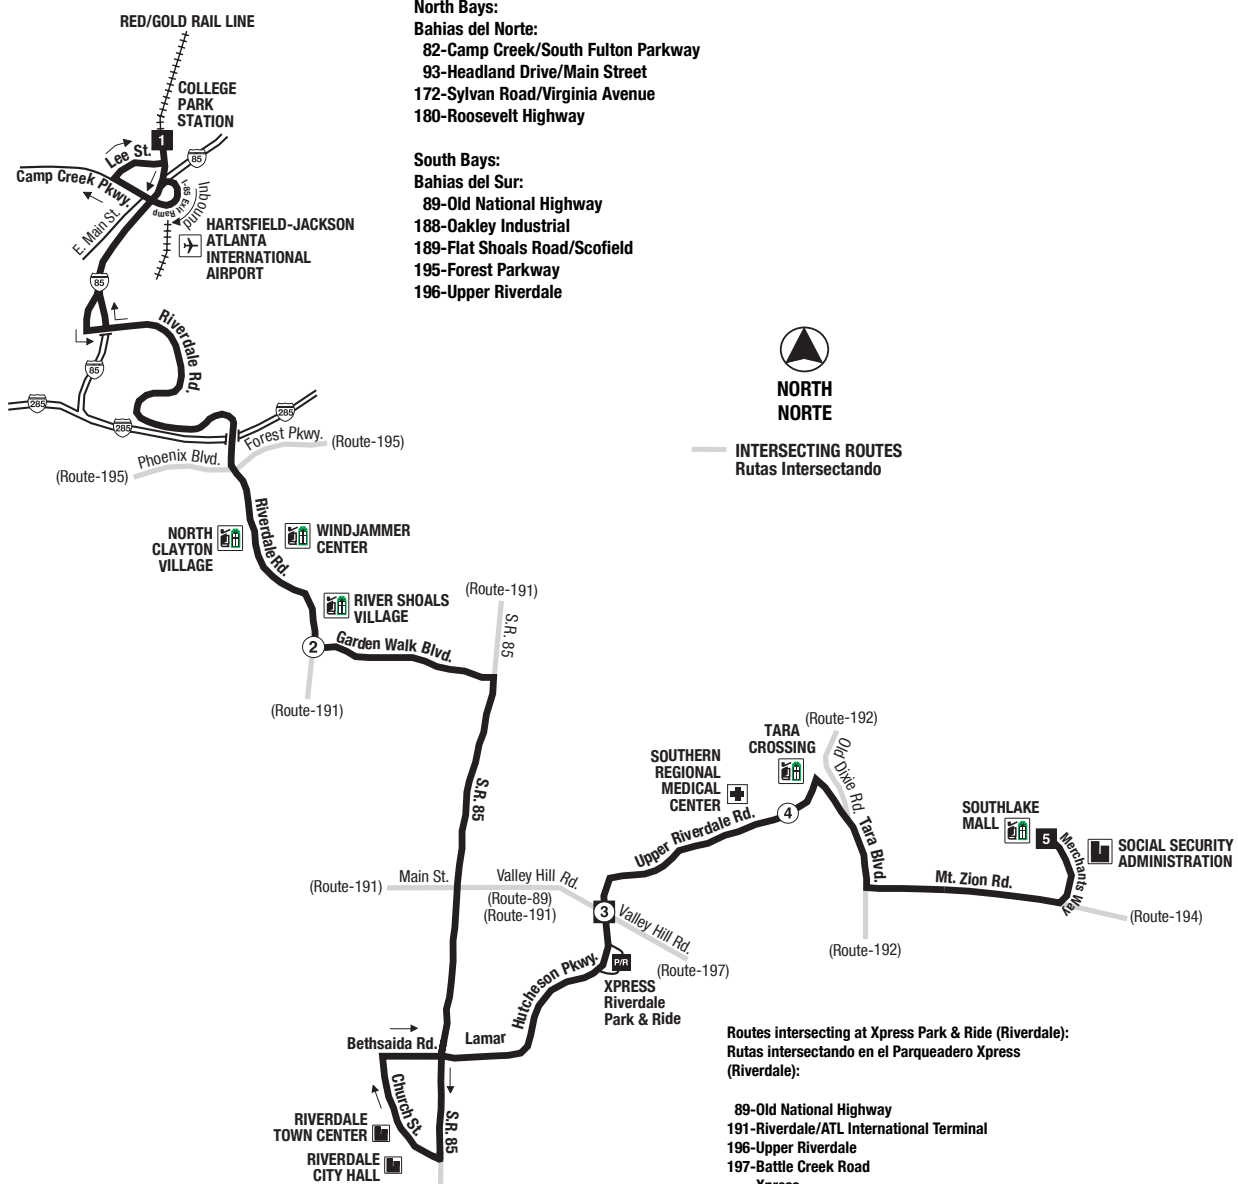 North Bays:
Bahias del Norte:
82-Camp Creek/South Fulton Parkway
93-Headland Drive/Main Street
172-Sylvan Road/Virginia Avenue
180-Roosevelt Highway
South Bays:
Bahias del Sur:
89-Old National Highway
188-Oakley Industrial
189-Flat Shoals Road/Scofield
195-Forest Parkway
196-Upper Riverdale
RED/GOLD RAIL LINE
COLLEGE
PARK
STATION
1
Lee St.
85
Camp Creek Pkwy.
I-85 Exit Ramp
Inbound
E. Main St.
HARTSFIELD-JACKSON
ATLANTA
INTERNATIONAL
AIRPORT
85
Riverdale Rd.
85
285
285
285
NORTH
NORTE
INTERSECTING ROUTES
Rutas Intersectando
Forest Pkwy.
(Route-195)
Phoenix Blvd.
(Route-195)
Riverdale Rd.
NORTH
CLAYTON
VILLAGE
WINDJAMMER
CENTER
RIVER SHOALS
VILLAGE
(Route-191)
S.R. 85
2
Garden Walk Blvd.
(Route-191)
S.R. 85
SOUTHERN
REGIONAL
MEDICAL
CENTER
TARA
CROSSING
(Route-192)
Old Dixie Rd.
4
Upper Riverdale Rd.
Tara Blvd.
SOUTHLAKE
MALL
5
Merchants Way
SOCIAL SECURITY
ADMINISTRATION
Mt. Zion Rd.
(Route-194)
(Route-192)
(Route-191)
Main St.
Valley Hill Rd.
(Route-89)
(Route-191)
3
Valley Hill Rd.
(Route-197)
P/R
XPRESS
Riverdale
Park & Ride
Hutcheson Pkwy.
Lamar
Bethsaida Rd.
Church St.
S.R. 85
RIVERDALE
TOWN CENTER
RIVERDALE
CITY HALL
Routes intersecting at Xpress Park & Ride (Riverdale):
Rutas intersectando en el Parqueadero Xpress
(Riverdale):
89-Old National Highway
191-Riverdale/ATL International Terminal
196-Upper Riverdale
197-Battle Creek Road
Xpress